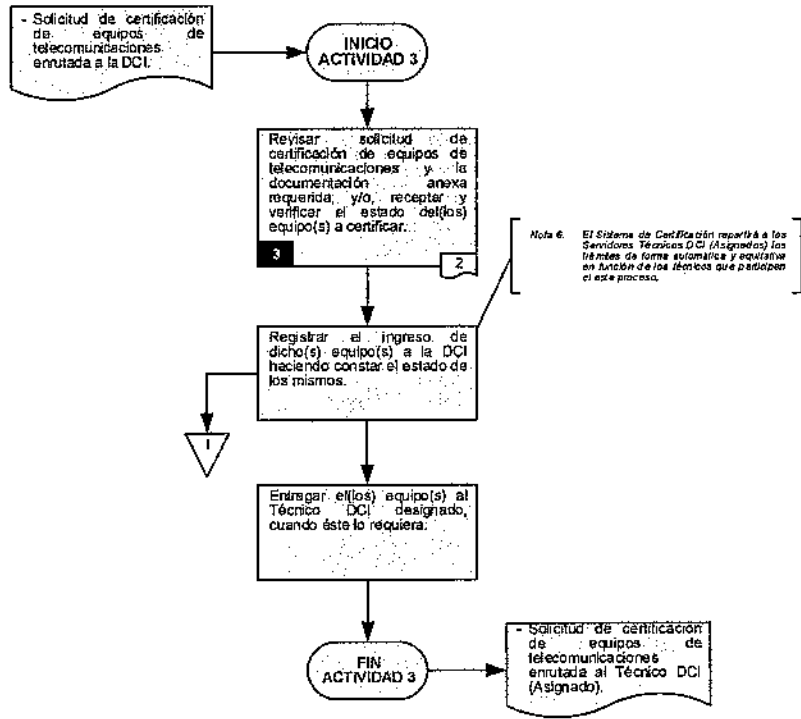 - Solicitud de certificación
de equipos de
telecomunicaciones
enrutada a la DCI.
INICIO
ACTIVIDAD 3
Revisar solicitud de
certificación de equipos de
telecomunicaciones y la
documentación anexa
requerida; y/o, receptar y
verificar el estado del(los)
equipo(s) a certificar.
3
2
Nota 6. El Sistema de Certificación repartirá a los
Servidores Técnicos DCI (Asignados) los
trámites de forma automática y equitativa
en función de los técnicos que participen
el este proceso.
Registrar el ingreso de
dicho(s) equipo(s) a la DCI
haciendo constar el estado de
los mismos.
I
Entregar el(los) equipo(s) al
Técnico DCI designado,
cuando éste lo requiera.
FIN
ACTIVIDAD 3
- Solicitud de certificación
de equipos de
telecomunicaciones
enrutada al Técnico DCI
(Asignado).